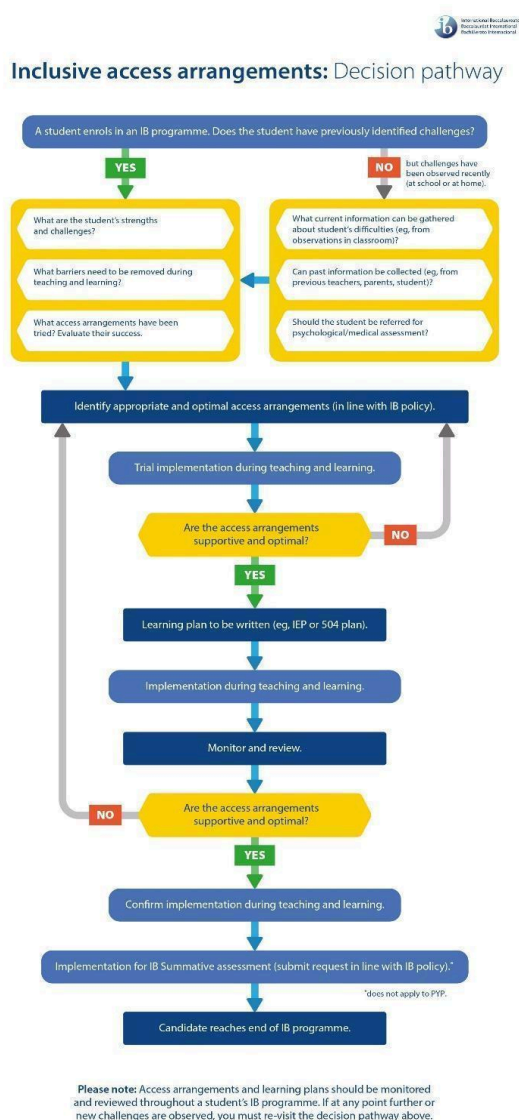 International Baccalaureate
Baccalauréat International
Bachillerato Internacional
Inclusive access arrangements: Decision pathway
A student enrols in an IB programme. Does the student have previously identified challenges?
YES
NO
but challenges have
been observed recently
(at school or at home).
What are the student's strengths
and challenges?
What barriers need to be removed during
teaching and learning?
What access arrangements have been
tried? Evaluate their success.
What current information can be gathered
about student's difficulties (eg, from
observations in classroom)?
Can past information be collected (eg, from
previous teachers, parents, student)?
Should the student be referred for
psychological/medical assessment?
Identify appropriate and optimal access arrangements (in line with IB policy).
Trial implementation during teaching and learning.
Are the access arrangements
supportive and optimal?
NO
YES
Learning plan to be written (eg, IEP or 504 plan).
Implementation during teaching and learning.
Monitor and review.
Are the access arrangements
supportive and optimal?
NO
YES
Confirm implementation during teaching and learning.
Implementation for IB Summative assessment (submit request in line with IB policy).*
*does not apply to PYP.
Candidate reaches end of IB programme.
Please note: Access arrangements and learning plans should be monitored
and reviewed throughout a student's IB programme. If at any point further or
new challenges are observed, you must re-visit the decision pathway above.